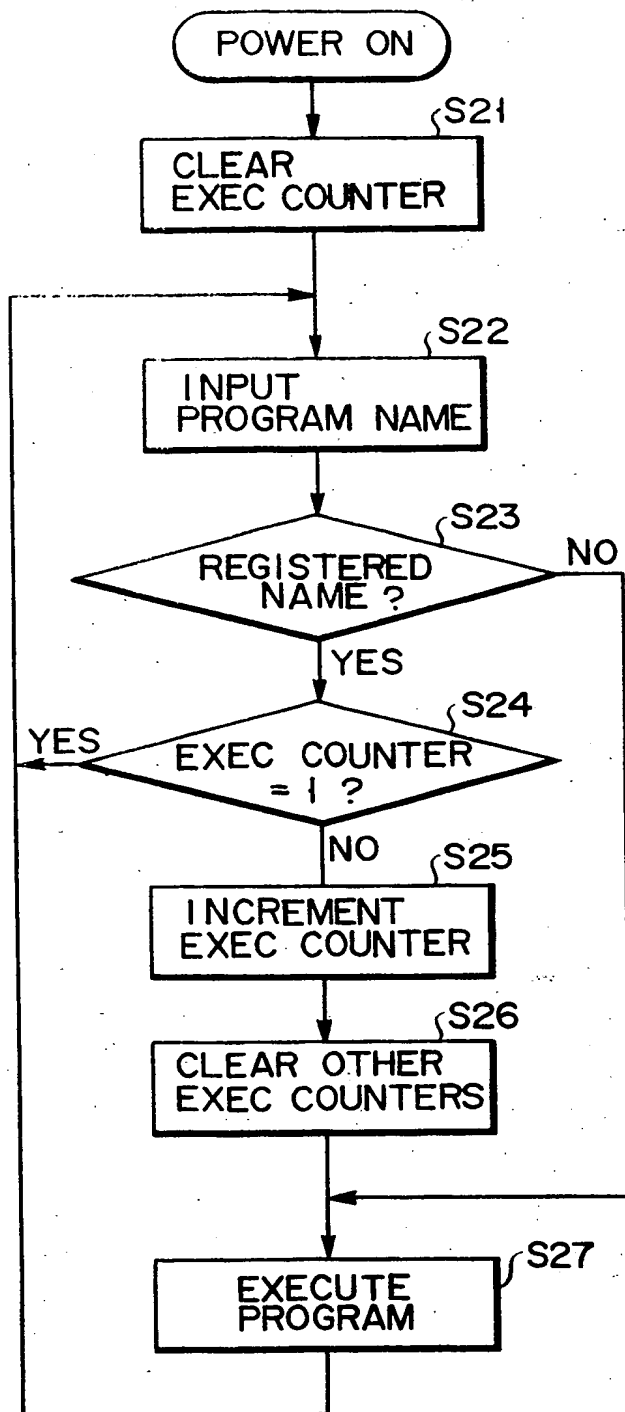 POWER ON
S21
CLEAR
EXEC COUNTER
S22
INPUT
PROGRAM NAME
S23
REGISTERED
NAME ?
NO
YES
S24
YES
EXEC COUNTER
= 1 ?
NO
S25
INCREMENT
EXEC COUNTER
S26
CLEAR OTHER
EXEC COUNTERS
S27
EXECUTE
PROGRAM